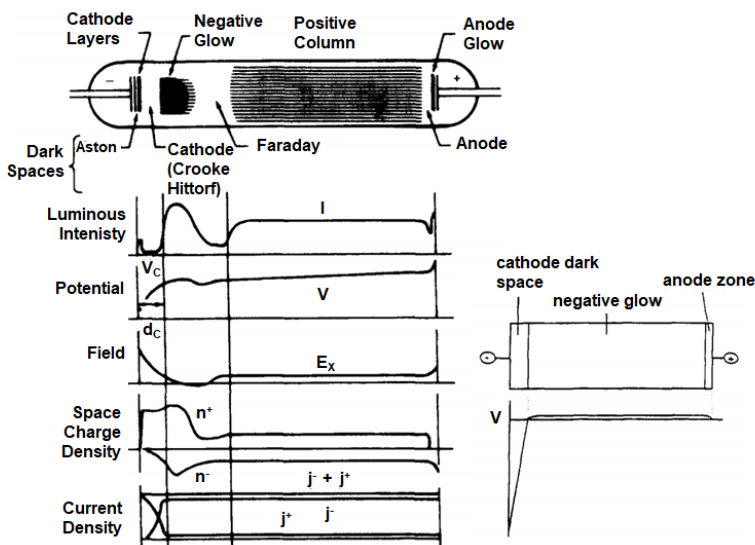 Cathode
Layers
Negative
Glow
Positive
Column
Anode
Glow
−
+
Dark
Spaces
Aston
Cathode
(Crooke
Hittorf)
Faraday
Anode
Luminous
Intenisty
I
Potential
V_C
V
d_C
Field
E_X
Space
Charge
Density
n⁺
n⁻
j⁻ + j⁺
Current
Density
j⁺
j⁻
cathode dark
space
negative glow
anode zone
V